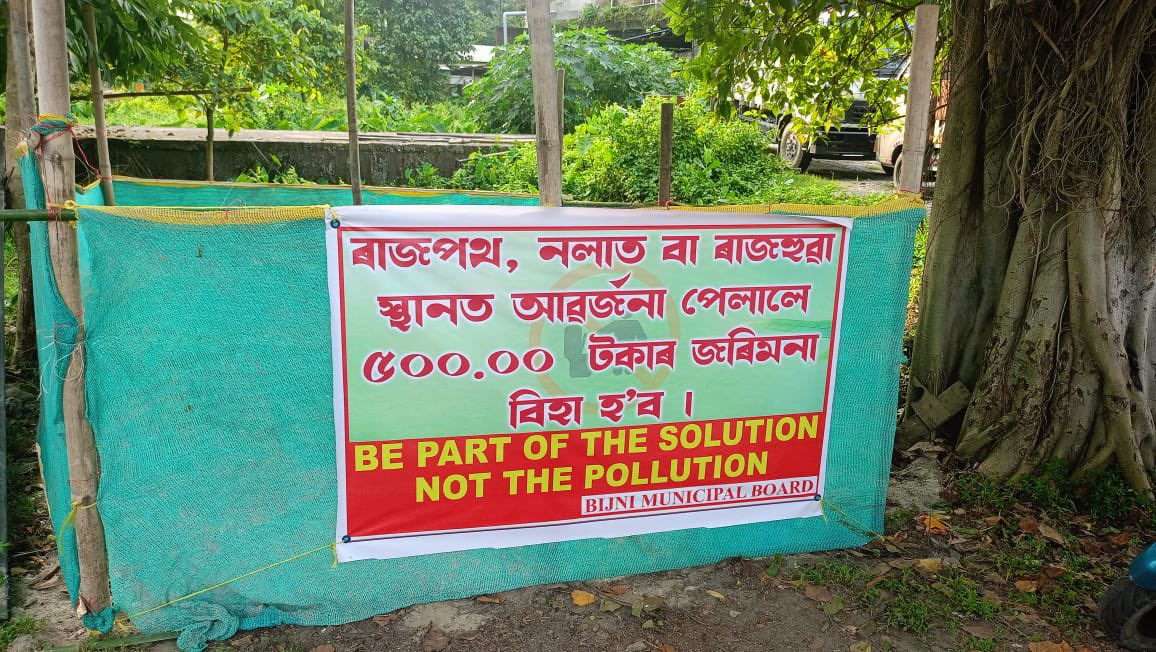 ৰাজপথ, নলাত বা ৰাজহুৱা
স্থানত আৱৰ্জনা পেলালে
৫০০.০০ টকাৰ জৰিমনা
বিহা হ'ব ।
BE PART OF THE SOLUTION
NOT THE POLLUTION
BIJNI MUNICIPAL BOARD